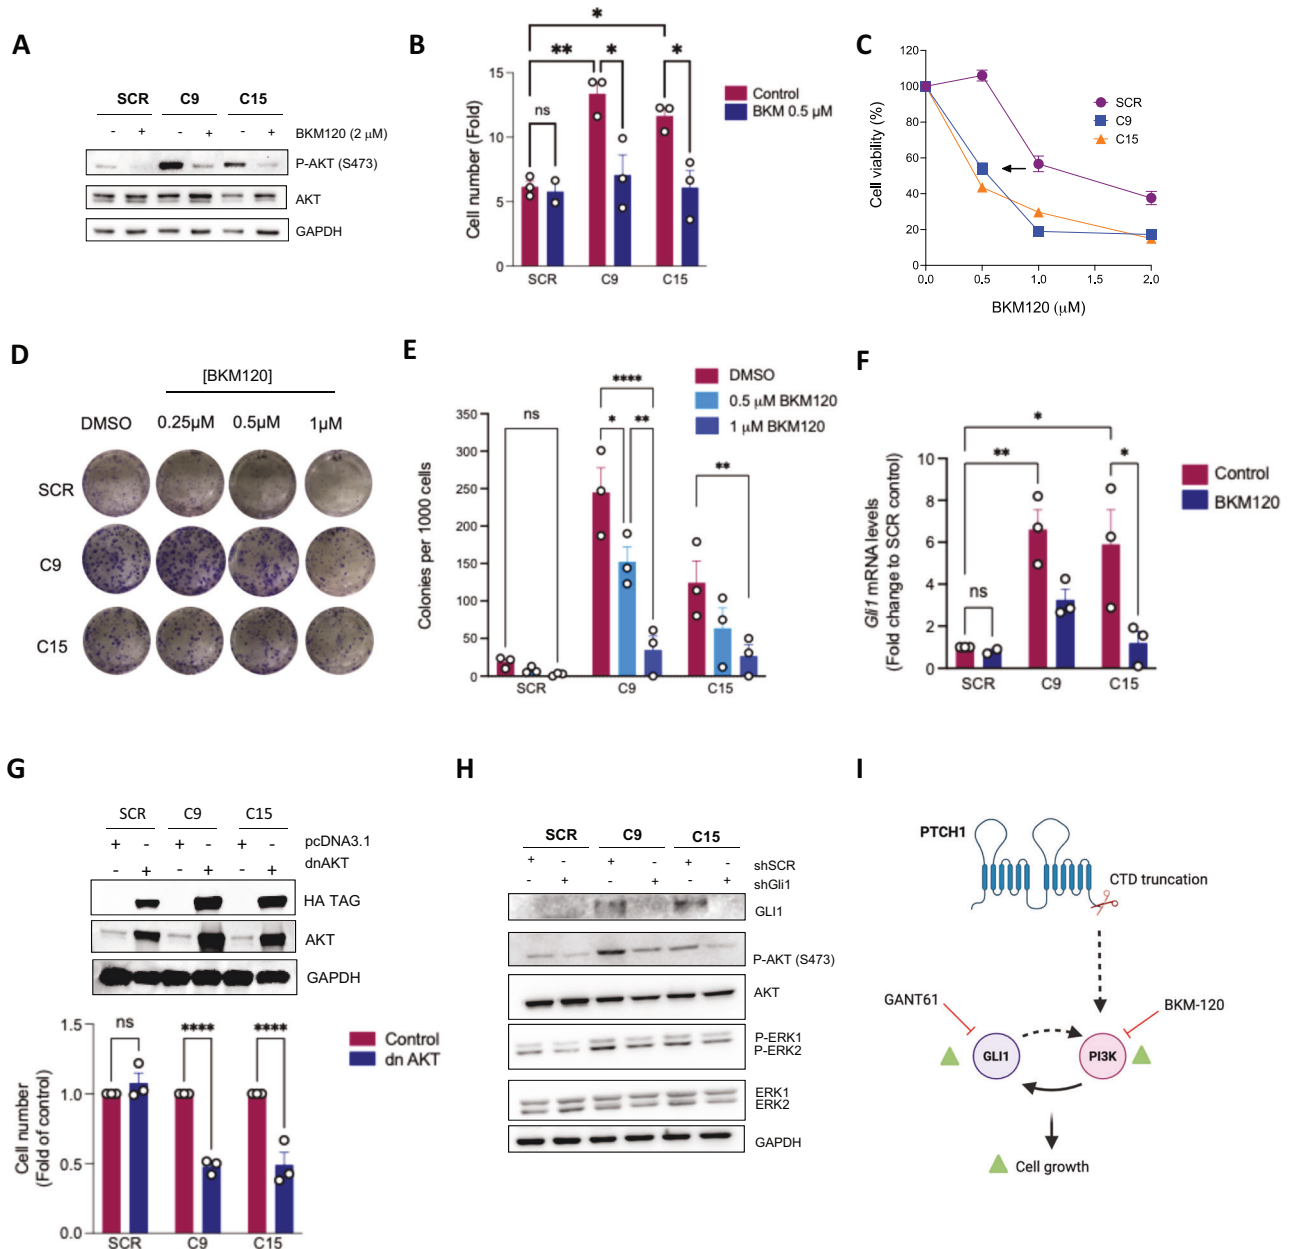 A
SCR C9 C15
- + - + - + BKM120 (2 µM)
P-AKT (S473)
AKT
GAPDH
B
* 
** * *
ns
Control
BKM 0.5 µM
Cell number (Fold)
15
10
5
0
SCR C9 C15
C
Cell viability (%)
120
100
80
60
40
20
0
0.0 0.5 1.0 1.5 2.0
BKM120 (µM)
SCR
C9
C15
D
[BKM120]
DMSO 0.25µM 0.5µM 1µM
SCR
C9
C15
E
DMSO
0.5 µM BKM120
1 µM BKM120
Colonies per 1000 cells
350
300
250
200
150
100
50
0
ns
****
* **
**
SCR C9 C15
F
Control
BKM120
Gli1 mRNA levels
(Fold change to SCR control)
10
8
6
4
2
0
*
** *
ns
SCR C9 C15
G
SCR C9 C15
+ - + - + - pcDNA3.1
- + - + - + dnAKT
HA TAG
AKT
GAPDH
Cell number
(Fold of control)
1.5
1.0
0.5
0.0
ns **** ****
Control
dn AKT
SCR C9 C15
H
SCR C9 C15
+ - + - + - shSCR
- + - + - + shGli1
GLI1
P-AKT (S473)
AKT
P-ERK1
P-ERK2
ERK1
ERK2
GAPDH
I
PTCH1
CTD truncation
GANT61
BKM-120
GLI1
PI3K
Cell growth